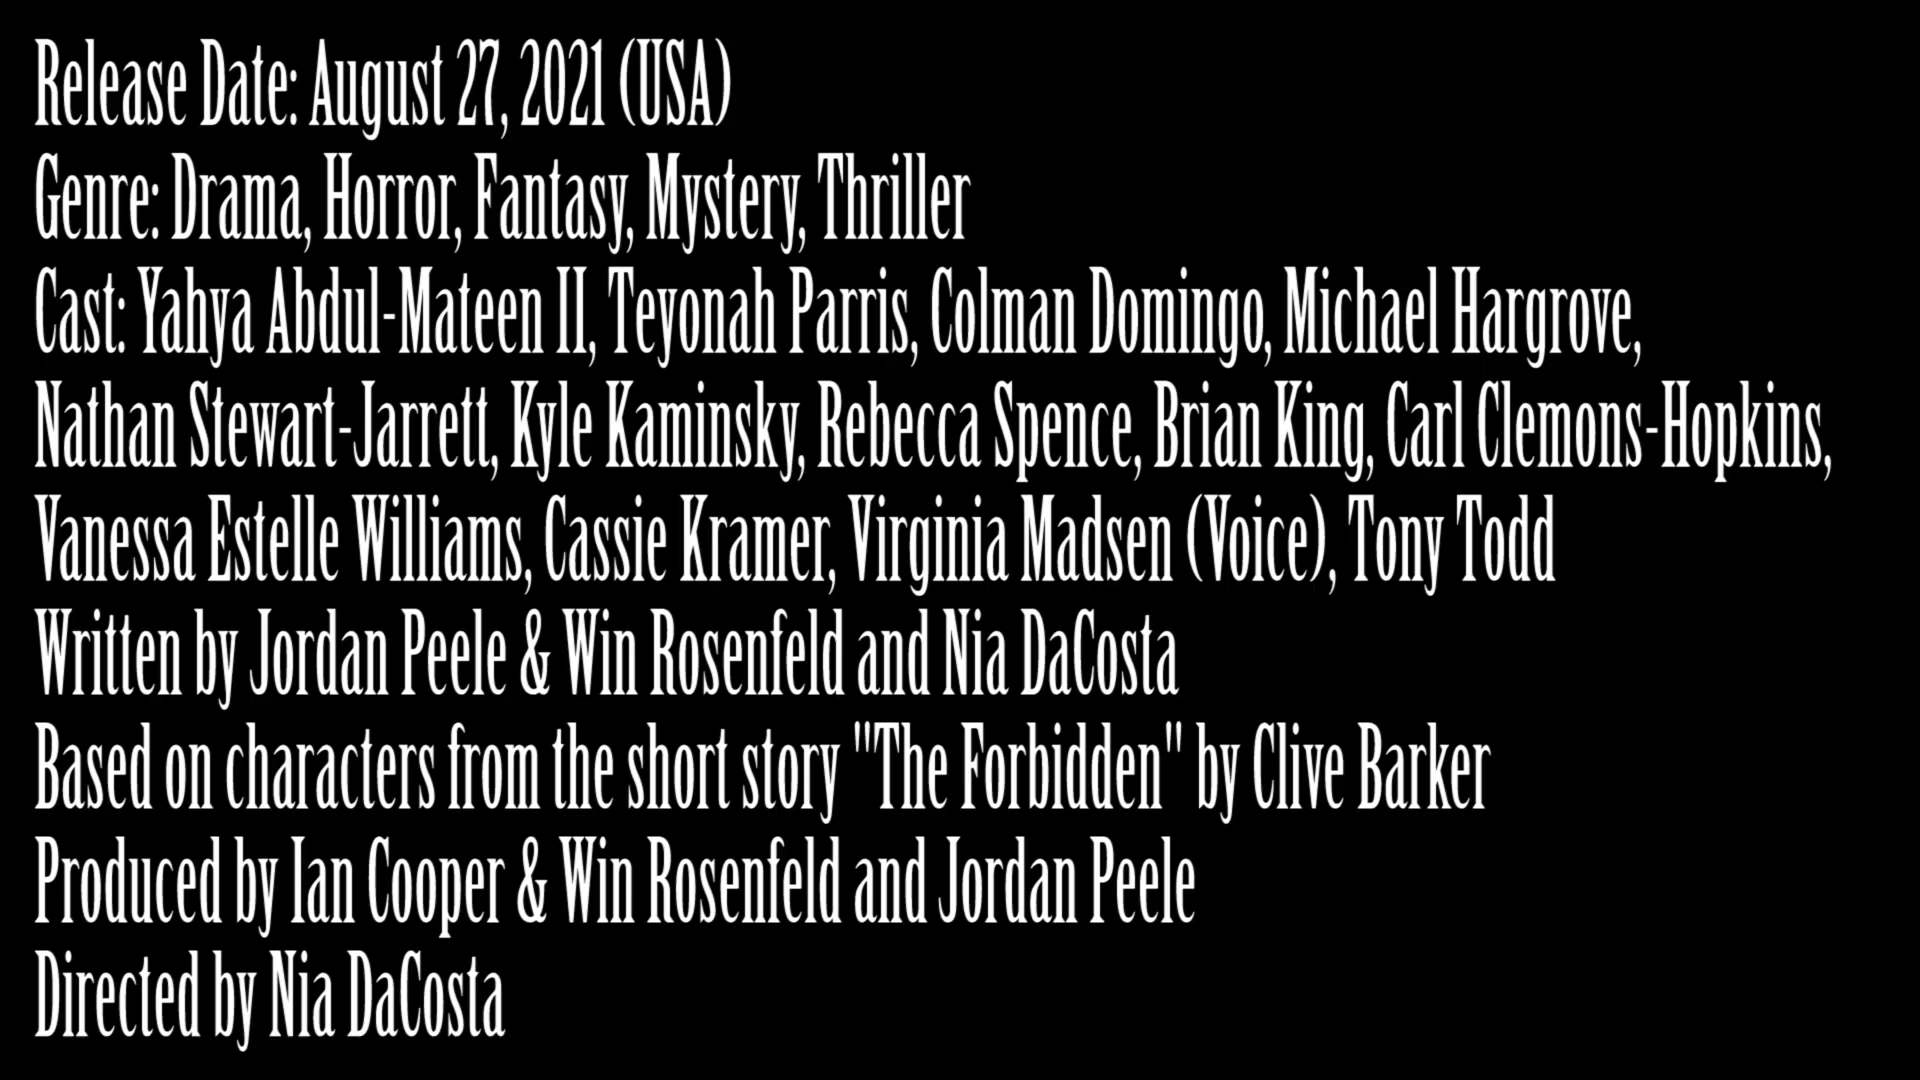 Release Date: August 27, 2021 (USA)
Genre: Drama, Horror, Fantasy, Mystery, Thriller
Cast: Yahya Abdul-Mateen II, Teyonah Parris, Colman Domingo, Michael Hargrove,
Nathan Stewart-Jarrett, Kyle Kaminsky, Rebecca Spence, Brian King, Carl Clemons-Hopkins,
Vanessa Estelle Williams, Cassie Kramer, Virginia Madsen (Voice), Tony Todd
Written by Jordan Peele & Win Rosenfeld and Nia DaCosta
Based on characters from the short story "The Forbidden" by Clive Barker
Produced by Ian Cooper & Win Rosenfeld and Jordan Peele
Directed by Nia DaCosta